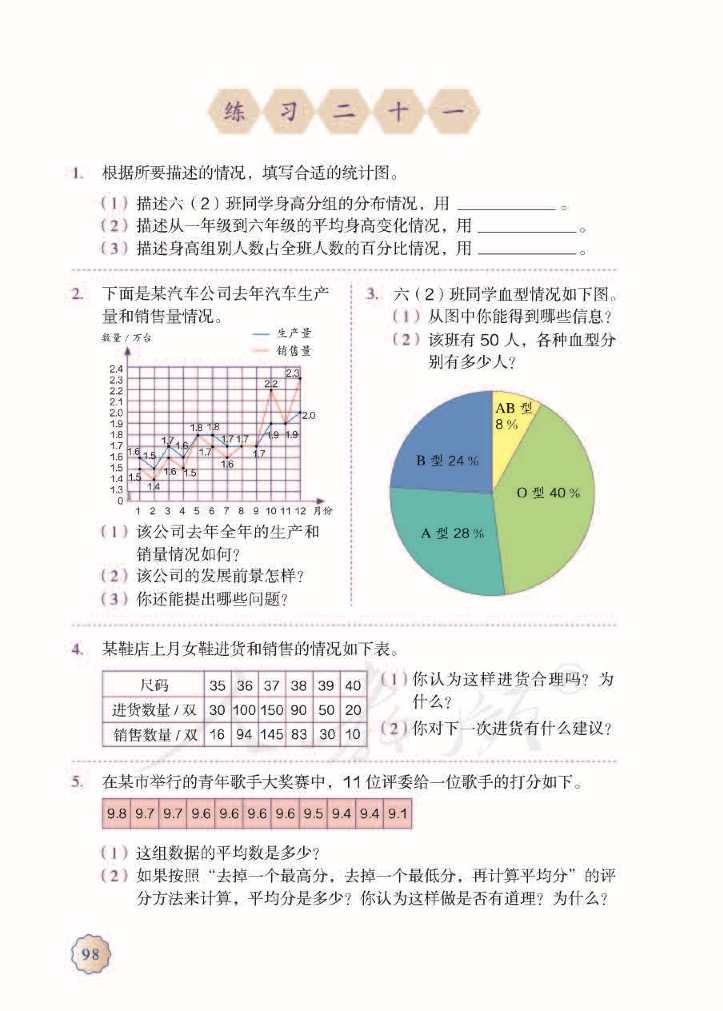 练习二十一
1. 根据所要描述的情况，填写合适的统计图。
（1）描述六（2）班同学身高分组的分布情况，用 ________ 。
（2）描述从一年级到六年级的平均身高变化情况，用 ________ 。
（3）描述身高组别人数占全班人数的百分比情况，用 ________ 。
2. 下面是某汽车公司去年汽车生产
量和销售量情况。
数量/万台
生产量
销售量
2.4
2.3
2.2
2.1
2.0
1.9
1.8
1.7
1.6
1.5
1.4
1.3
0
1.6 1.5 1.7 1.6 1.8 1.8 1.7 1.7 1.9 1.9 2.0
1.5 1.4 1.6 1.5 1.7 1.6 1.7 2.2 2.3
1 2 3 4 5 6 7 8 9 10 11 12 月份
（1）该公司去年全年的生产和
销量情况如何？
（2）该公司的发展前景怎样？
（3）你还能提出哪些问题？
3. 六（2）班同学血型情况如下图。
（1）从图中你能得到哪些信息？
（2）该班有 50 人，各种血型分
别有多少人？
AB 型
8%
B 型 24%
O 型 40%
A 型 28%
4. 某鞋店上月女鞋进货和销售的情况如下表。
尺码 35 36 37 38 39 40
进货数量/双 30 100 150 90 50 20
销售数量/双 16 94 145 83 30 10
（1）你认为这样进货合理吗？为
什么？
（2）你对下一次进货有什么建议？
5. 在某市举行的青年歌手大奖赛中，11 位评委给一位歌手的打分如下。
9.8 9.7 9.7 9.6 9.6 9.6 9.6 9.5 9.4 9.4 9.1
（1）这组数据的平均数是多少？
（2）如果按照“去掉一个最高分，去掉一个最低分，再计算平均分”的评
分方法来计算，平均分是多少？你认为这样做是否有道理？为什么？
98